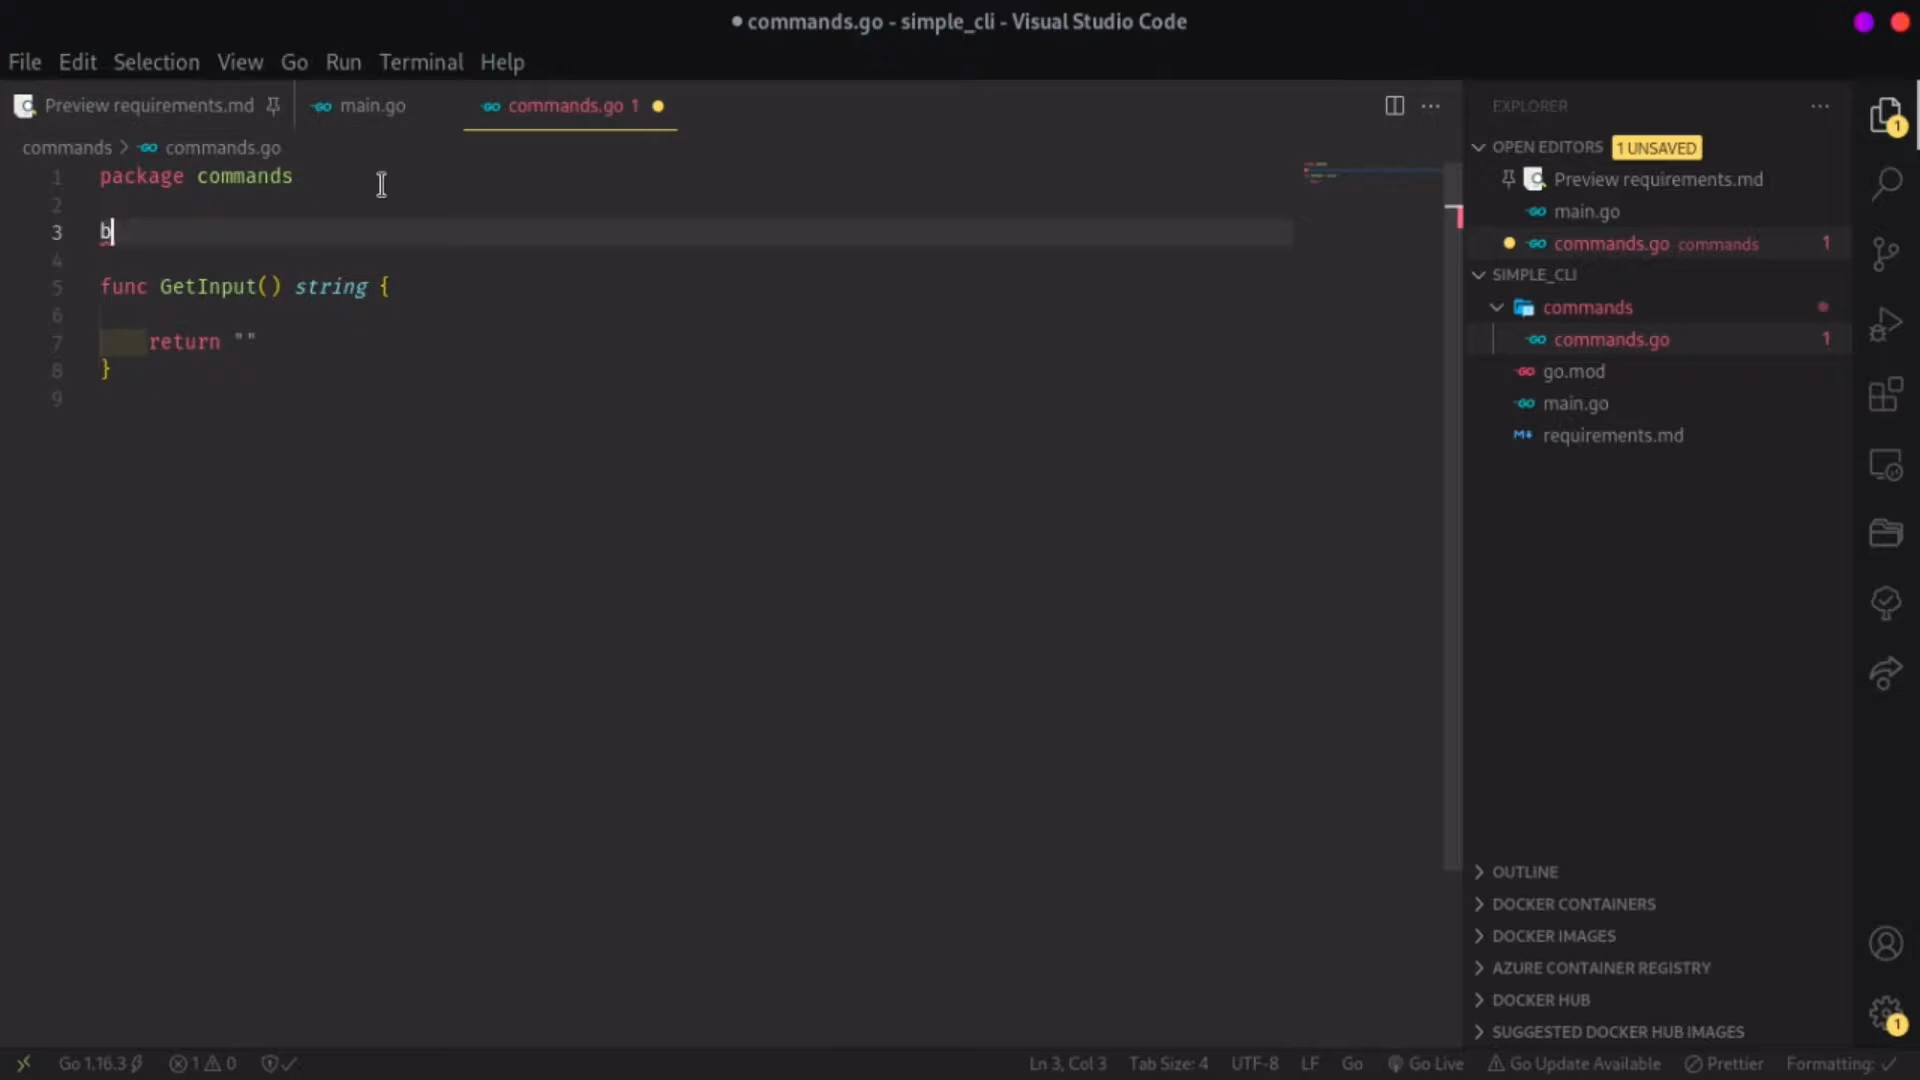 ● commands.go - simple_cli - Visual Studio Code
File Edit Selection View Go Run Terminal Help
Preview requirements.md main.go commands.go 1 ●
commands > commands.go
1 package commands
2
3 b
4
5 func GetInput() string {
6
7 return ""
8 }
9
EXPLORER ···
OPEN EDITORS 1 UNSAVED
Preview requirements.md
main.go
commands.go commands 1
SIMPLE_CLI
commands
commands.go 1
go.mod
main.go
requirements.md
OUTLINE
DOCKER CONTAINERS
DOCKER IMAGES
AZURE CONTAINER REGISTRY
DOCKER HUB
SUGGESTED DOCKER HUB IMAGES
1
1
Go 1.16.3 1 0 Ln 3, Col 3 Tab Size: 4 UTF-8 LF Go Go Live Go Update Available Prettier Formatting: ✓